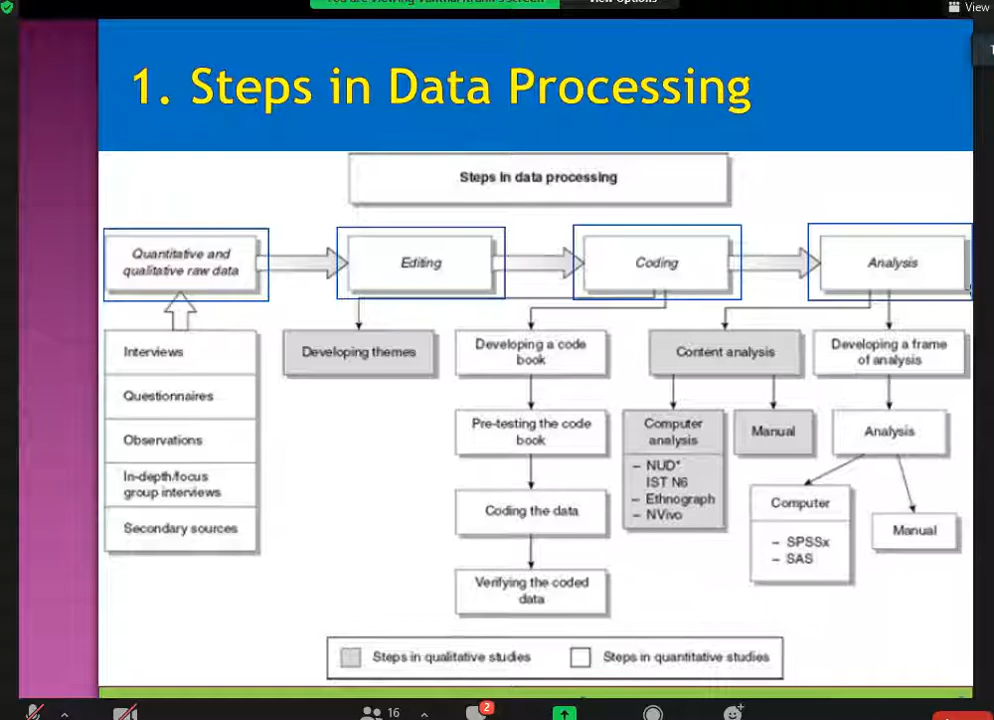 View Options
View
1. Steps in Data Processing
Steps in data processing
Quantitative and
qualitative raw data
Editing
Coding
Analysis
Interviews
Questionnaires
Observations
In-depth/focus
group interviews
Secondary sources
Developing themes
Developing a code
book
Pre-testing the code
book
Coding the data
Verifying the coded
data
Content analysis
Computer
analysis
– NUD*
IST N6
– Ethnograph
– NVivo
Manual
Developing a frame
of analysis
Analysis
Computer
– SPSSx
– SAS
Manual
Steps in qualitative studies
Steps in quantitative studies
16
2